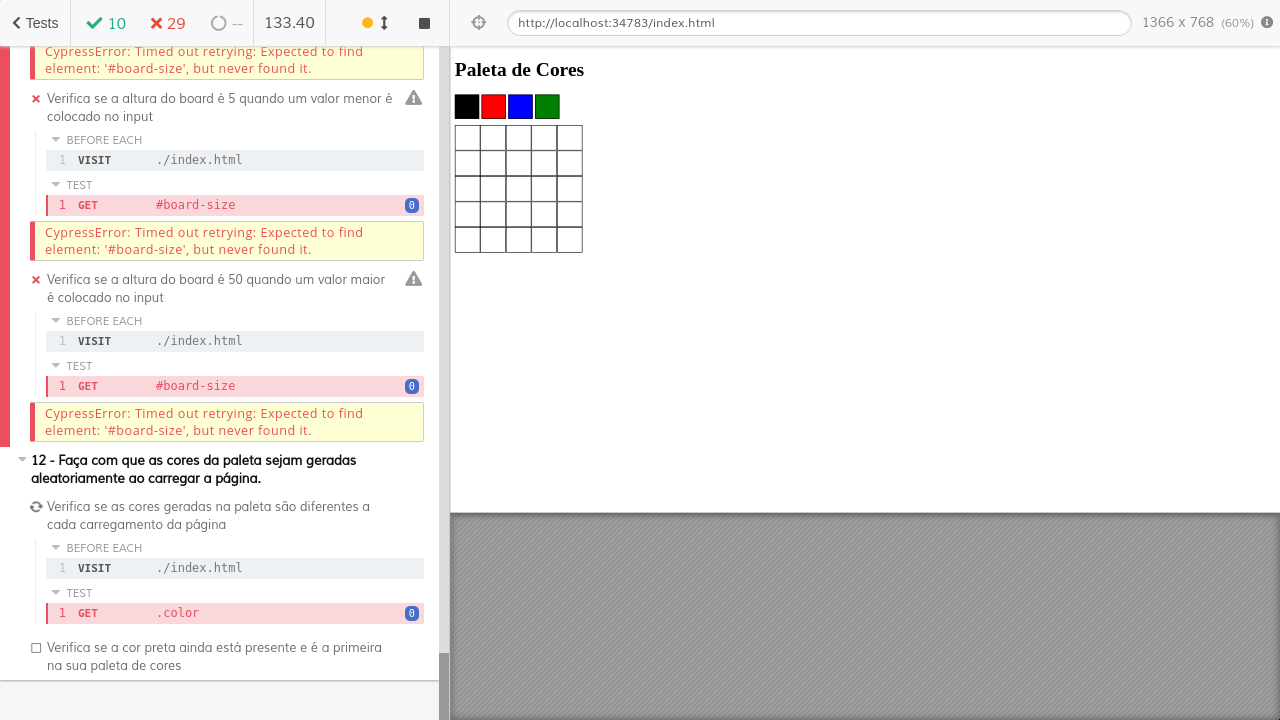 Tests
10
29
--
133.40
http://localhost:34783/index.html
1366 x 768 (60%)
CypressError: Timed out retrying: Expected to find
element: '#board-size', but never found it.
Verifica se a altura do board é 5 quando um valor menor é
colocado no input
BEFORE EACH
1 VISIT ./index.html
TEST
1 GET #board-size 0
CypressError: Timed out retrying: Expected to find
element: '#board-size', but never found it.
Verifica se a altura do board é 50 quando um valor maior
é colocado no input
BEFORE EACH
1 VISIT ./index.html
TEST
1 GET #board-size 0
CypressError: Timed out retrying: Expected to find
element: '#board-size', but never found it.
12 - Faça com que as cores da paleta sejam geradas
aleatoriamente ao carregar a página.
Verifica se as cores geradas na paleta são diferentes a
cada carregamento da página
BEFORE EACH
1 VISIT ./index.html
TEST
1 GET .color 0
Verifica se a cor preta ainda está presente e é a primeira
na sua paleta de cores
Paleta de Cores